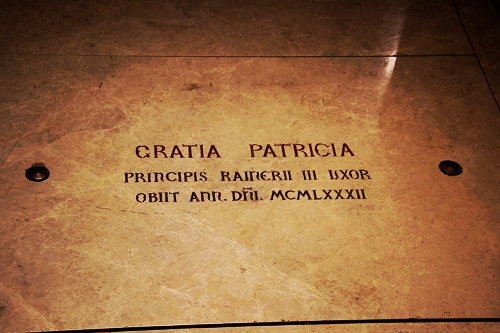 GRATIA PATRICIA
PRINCIPIS RAINERII III UXOR
OBIIT ANN. DÑI. MCMLXXXII